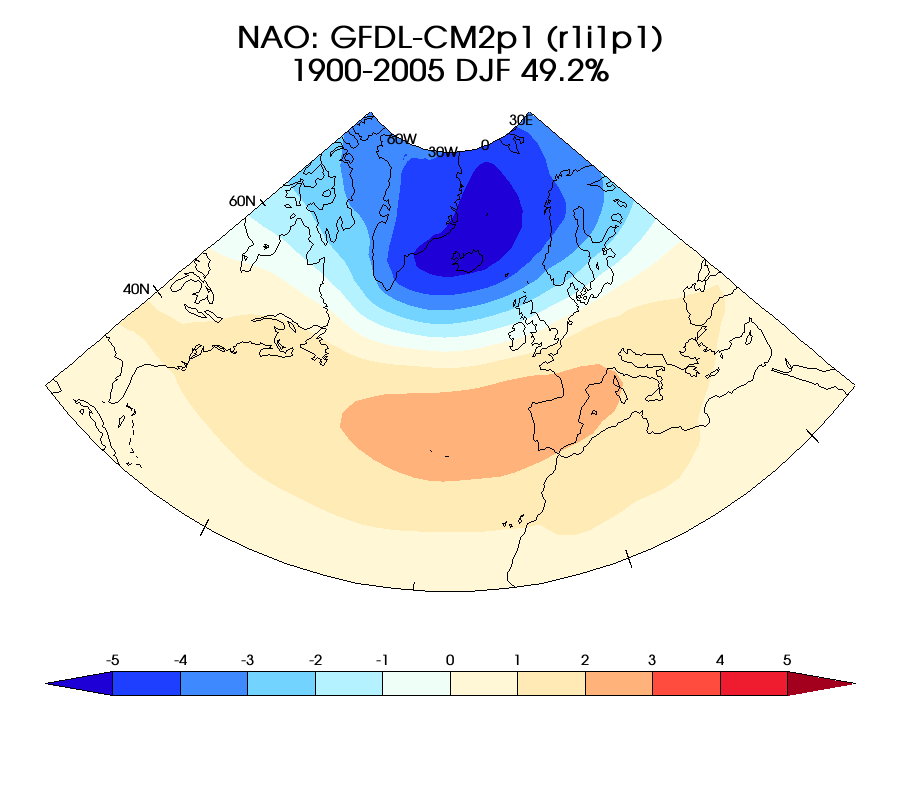 NAO: GFDL-CM2p1 (r1i1p1)
1900-2005 DJF 49.2%
30E
60W
30W
0
60N
40N
-5 -4 -3 -2 -1 0 1 2 3 4 5